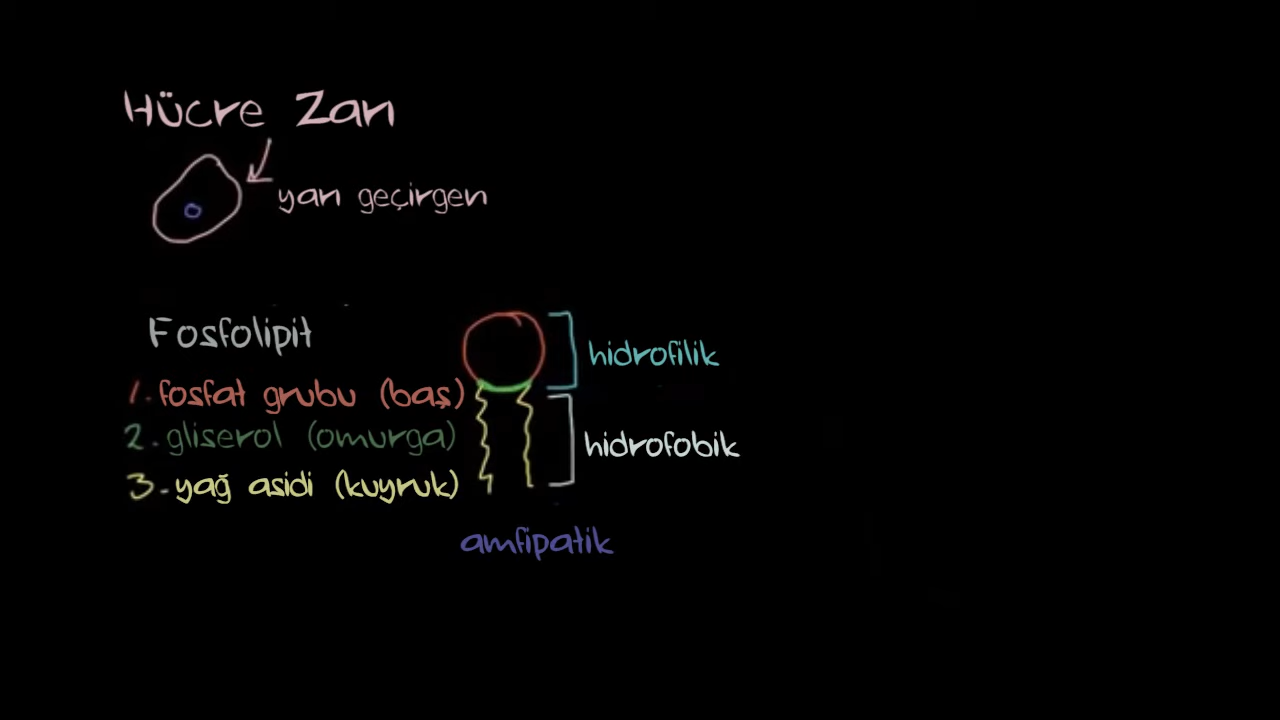 Hücre Zarı
yarı geçirgen
Fosfolipit
1. fosfat grubu (baş)
2. gliserol (omurga)
3. yağ asidi (kuyruk)
hidrofilik
hidrofobik
amfipatik